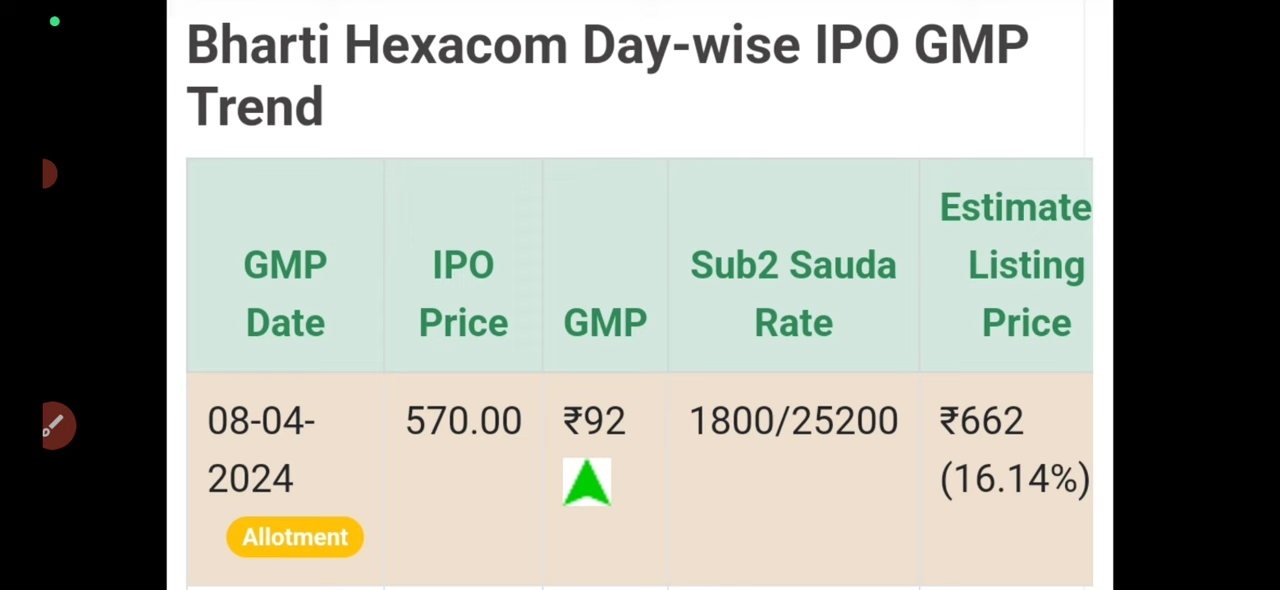 Bharti Hexacom Day-wise IPO GMP
Trend
GMP
Date
IPO
Price
GMP
Sub2 Sauda
Rate
Estimate
Listing
Price
08-04-
2024
Allotment
570.00
₹92
1800/25200
₹662
(16.14%)